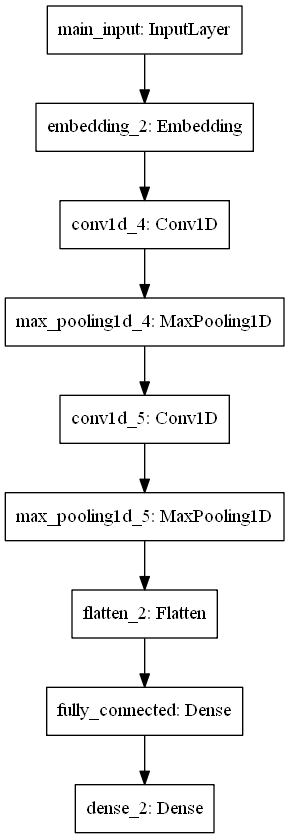 main_input: InputLayer
embedding_2: Embedding
conv1d_4: Conv1D
max_pooling1d_4: MaxPooling1D
conv1d_5: Conv1D
max_pooling1d_5: MaxPooling1D
flatten_2: Flatten
fully_connected: Dense
dense_2: Dense